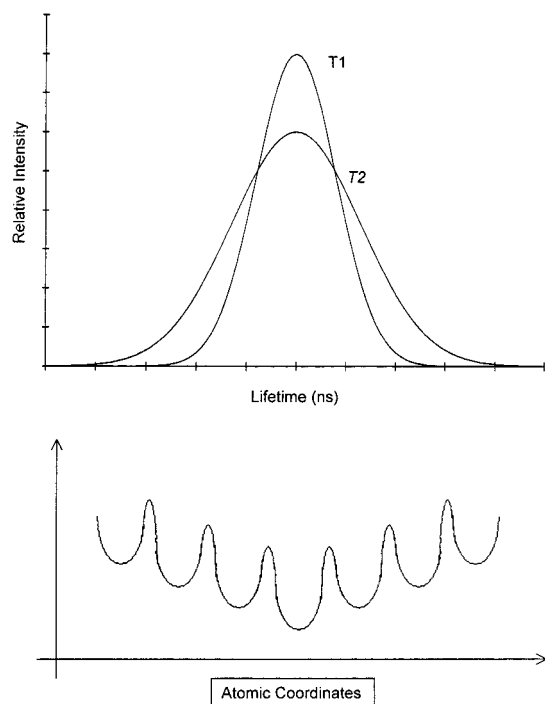 T1
T2
Relative Intensity
Lifetime (ns)
Atomic Coordinates